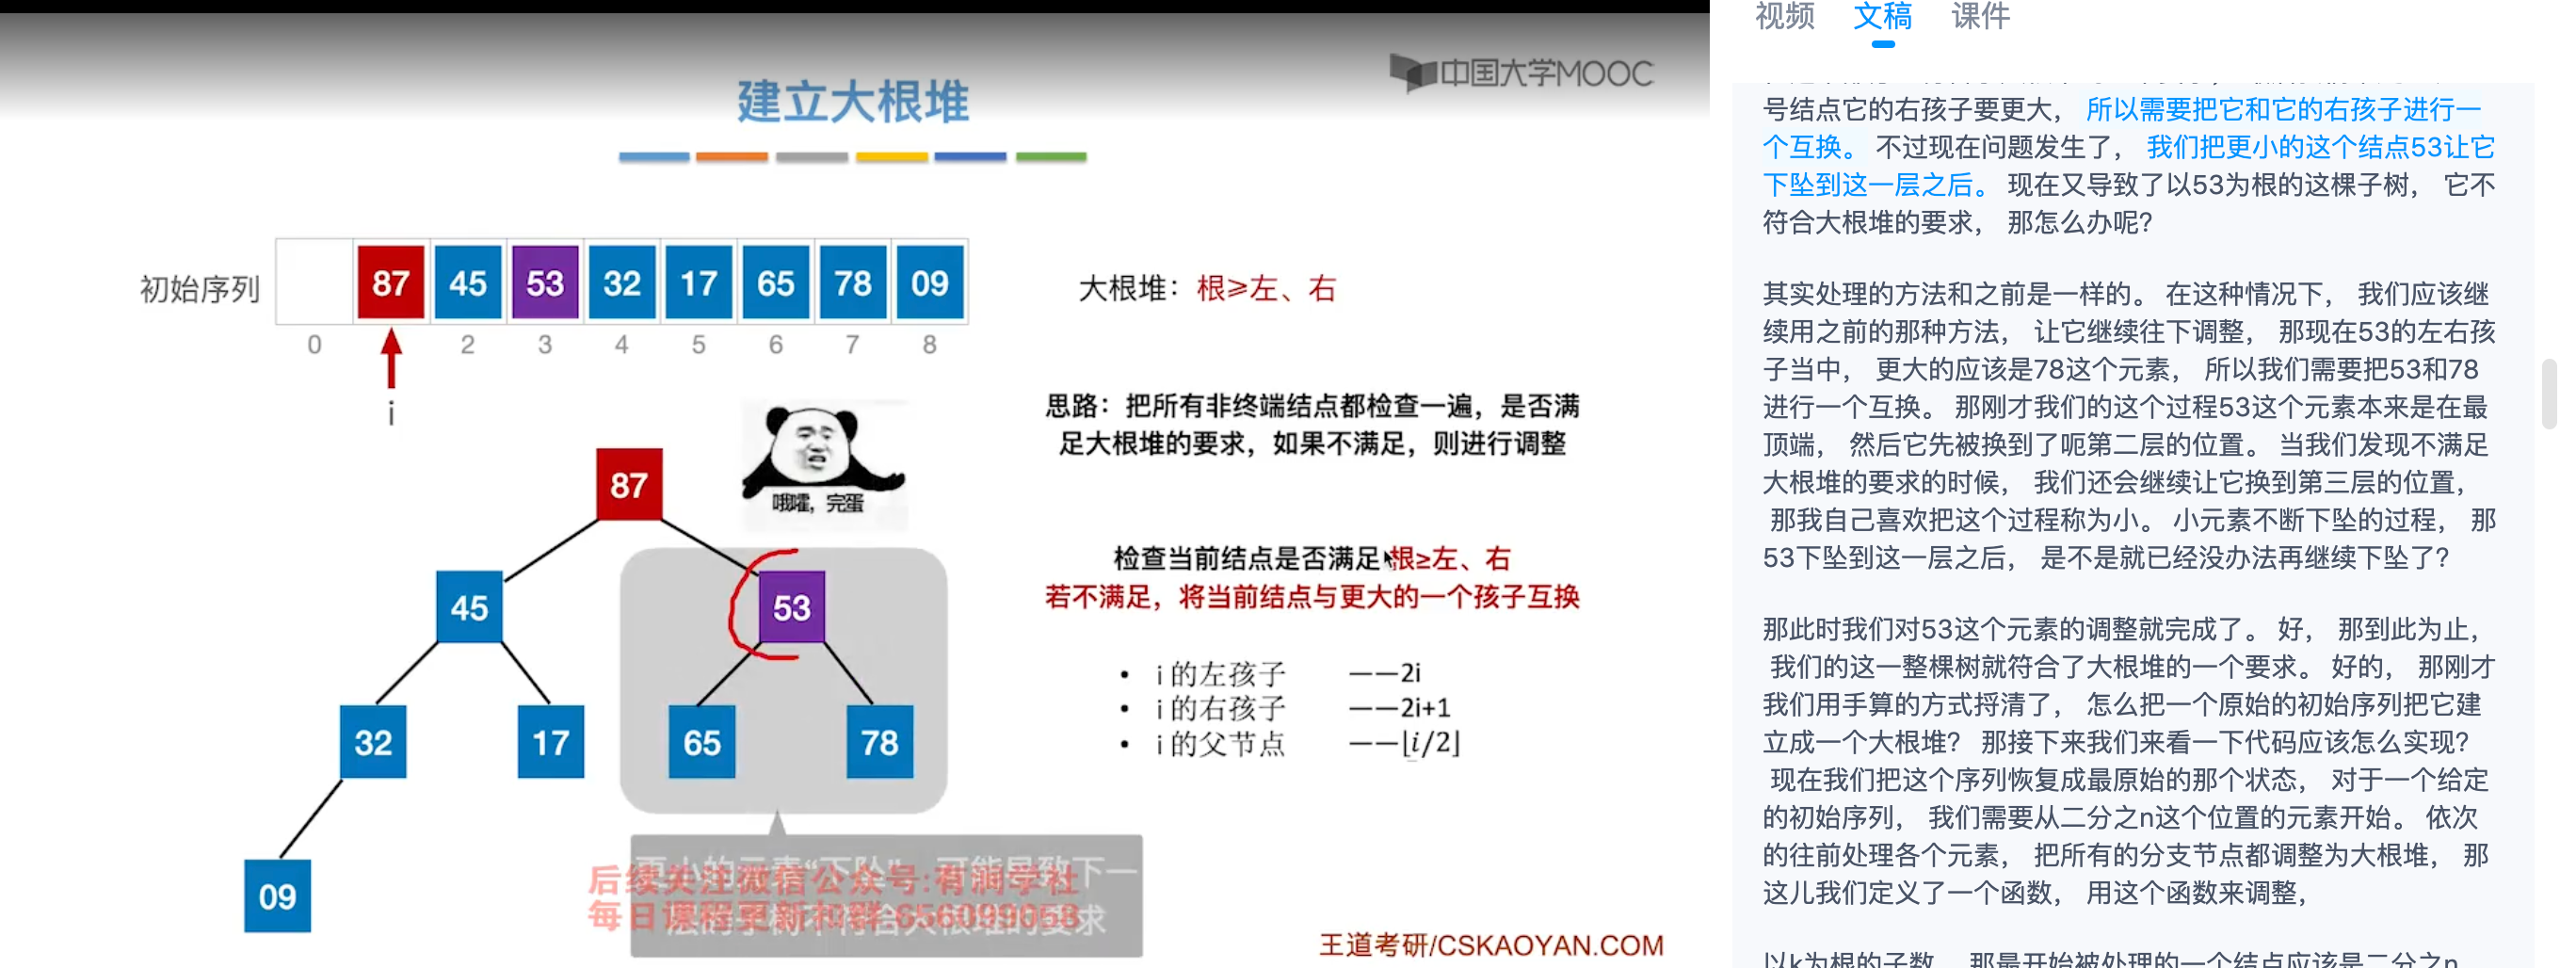 中国大学MOOC
建立大根堆
初始序列
87 45 53 32 17 65 78 09
0 2 3 4 5 6 7 8
i
大根堆：根≥左、右
思路：把所有非终端结点都检查一遍，是否满
足大根堆的要求，如果不满足，则进行调整
哦嚯，完蛋
87
45
53
32
17
65
78
09
检查当前结点是否满足 根≥左、右
若不满足，将当前结点与更大的一个孩子互换
• i 的左孩子 ——2i
• i 的右孩子 ——2i+1
• i 的父节点 ——⌊i/2⌋
更小的元素“下坠”，可能导致下一
层的子树不符合大根堆的要求
后续关注微信公众号:有润学社
每日课程更新和群 656099058
王道考研/CSKAOYAN.COM
视频 文稿 课件
号结点它的右孩子要更大， 所以需要把它和它的右孩子进行一
个互换。 不过现在问题发生了， 我们把更小的这个结点53让它
下坠到这一层之后。 现在又导致了以53为根的这棵子树， 它不
符合大根堆的要求， 那怎么办呢?
其实处理的方法和之前是一样的。 在这种情况下， 我们应该继
续用之前的那种方法， 让它继续往下调整， 那现在53的左右孩
子当中， 更大的应该是78这个元素， 所以我们需要把53和78
进行一个互换。 那刚才我们的这个过程53这个元素本来是在最
顶端， 然后它先被换到了呃第二层的位置。 当我们发现不满足
大根堆的要求的时候， 我们还会继续让它换到第三层的位置，
那我自己喜欢把这个过程称为小。 小元素不断下坠的过程， 那
53下坠到这一层之后， 是不是就已经没办法再继续下坠了?
那此时我们对53这个元素的调整就完成了。 好， 那到此为止，
我们的这一整棵树就符合了大根堆的一个要求。 好的， 那刚才
我们用手算的方式捋清了， 怎么把一个原始的初始序列把它建
立成一个大根堆? 那接下来我们来看一下代码应该怎么实现?
现在我们把这个序列恢复成最原始的那个状态， 对于一个给定
的初始序列， 我们需要从二分之n这个位置的元素开始。 依次
的往前处理各个元素， 把所有的分支节点都调整为大根堆， 那
这儿我们定义了一个函数， 用这个函数来调整，
以k为根的子数， 那最开始被处理的一个结点应该是二分之n